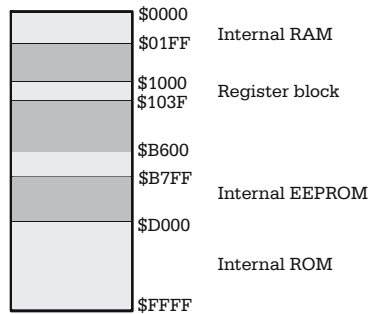 $0000
Internal RAM
$01FF
$1000
Register block
$103F
$B600
$B7FF
Internal EEPROM
$D000
Internal ROM
$FFFF